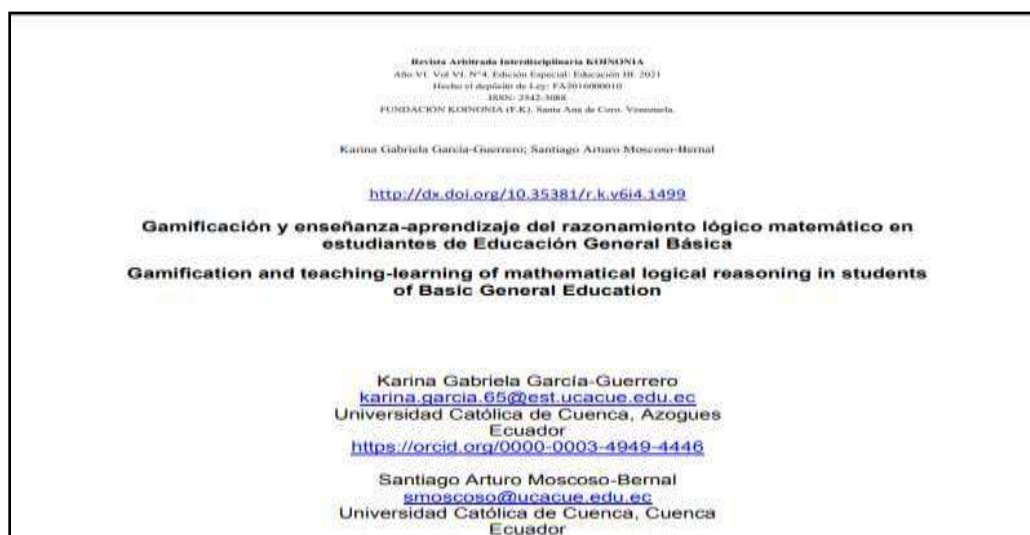 Revista Arbitrada Interdisciplinaria KOINONIA
Año VI. Vol VI. N°4. Edición Especial: Educación III. 2021
Hecho el depósito de Ley: FA2016000010
ISSN: 2542-3088
FUNDACIÓN KOINONIA (F.K). Santa Ana de Coro. Venezuela.
Karina Gabriela García-Guerrero; Santiago Arturo Moscoso-Bernal
http://dx.doi.org/10.35381/r.k.v6i4.1499
Gamificación y enseñanza-aprendizaje del razonamiento lógico matemático en
estudiantes de Educación General Básica
Gamification and teaching-learning of mathematical logical reasoning in students
of Basic General Education
Karina Gabriela García-Guerrero
karina.garcia.65@est.ucacue.edu.ec
Universidad Católica de Cuenca, Azogues
Ecuador
https://orcid.org/0000-0003-4949-4446
Santiago Arturo Moscoso-Bernal
smoscoso@ucacue.edu.ec
Universidad Católica de Cuenca, Cuenca
Ecuador